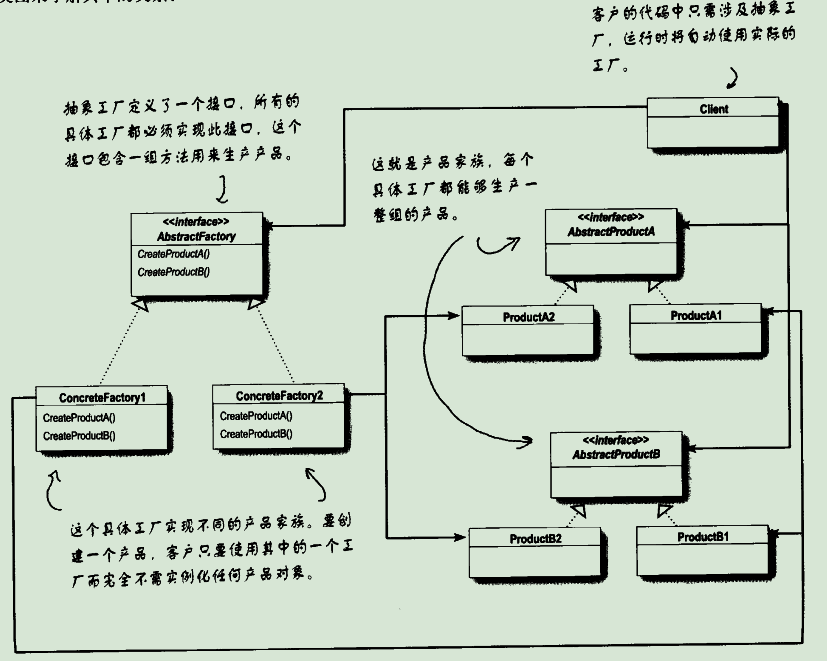 客户的代码中只需涉及抽象工
厂，运行时将自动使用实际的
工厂。
抽象工厂定义了一个接口，所有的
具体工厂都必须实现此接口，这个
接口包含一组方法用来生产产品。
Client
这就是产品家族，每个
具体工厂都能够生产一
整组的产品。
<<interface>>
AbstractFactory
CreateProductA()
CreateProductB()
<<interface>>
AbstractProductA
ProductA2
ProductA1
ConcreteFactory1
CreateProductA()
CreateProductB()
ConcreteFactory2
CreateProductA()
CreateProductB()
<<interface>>
AbstractProductB
ProductB2
ProductB1
这个具体工厂实现不同的产品家族。要创
建一个产品，客户只要使用其中的一个工
厂而完全不需实例化任何产品对象。